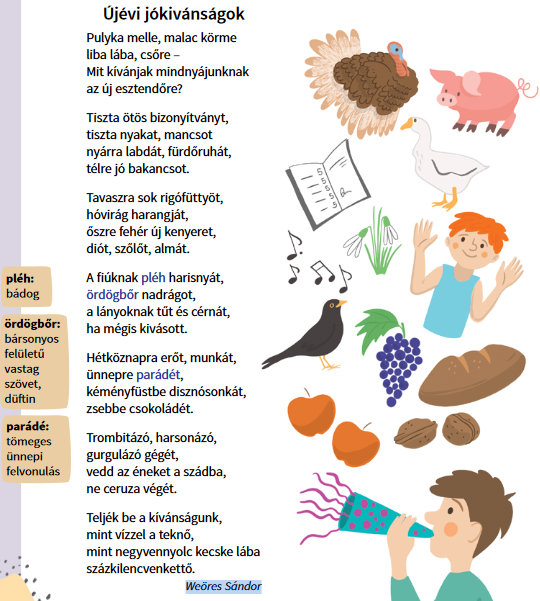 Újévi jókívánságok
Pulyka melle, malac körme
liba lába, csőre –
Mit kívánjak mindnyájunknak
az új esztendőre?
Tiszta ötös bizonyítványt,
tiszta nyakat, mancsot
nyárra labdát, fürdőruhát,
télre jó bakancsot.
Tavaszra sok rigófüttyöt,
hóvirág harangját,
őszre fehér új kenyeret,
diót, szőlőt, almát.
A fiúknak pléh harisnyát,
ördögbőr nadrágot,
a lányoknak tűt és cérnát,
ha mégis kivásott.
Hétköznapra erőt, munkát,
ünnepre parádét,
kéményfüstbe disznósonkát,
zsebbe csokoládét.
Trombitázó, harsonázó,
gurgulázó gégét,
vedd az éneket a szádba,
ne ceruza végét.
Teljék be a kívánságunk,
mint vízzel a teknő,
mint negyvennyolc kecske lába
százkilencvenkettő.
Weöres Sándor
pléh:
bádog
ördögbőr:
bársonyos
felületű
vastag
szövet,
düftin
parádé:
tömeges
ünnepi
felvonulás